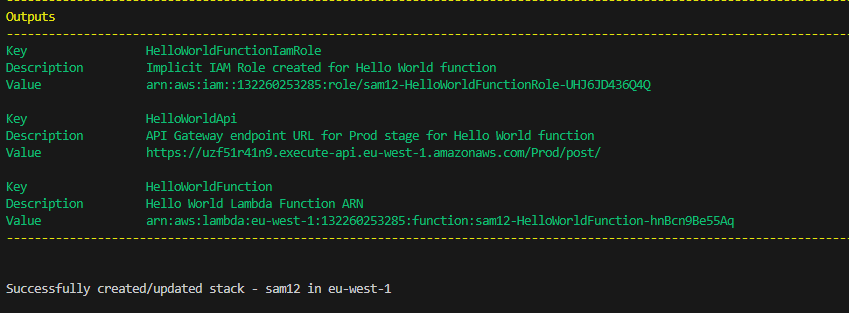 Outputs
Key HelloWorldFunctionIamRole
Description Implicit IAM Role created for Hello World function
Value arn:aws:iam::132260253285:role/sam12-HelloWorldFunctionRole-UHJ6JD436Q4Q
Key HelloWorldApi
Description API Gateway endpoint URL for Prod stage for Hello World function
Value https://uzf51r41n9.execute-api.eu-west-1.amazonaws.com/Prod/post/
Key HelloWorldFunction
Description Hello World Lambda Function ARN
Value arn:aws:lambda:eu-west-1:132260253285:function:sam12-HelloWorldFunction-hnBcn9Be55Aq
Successfully created/updated stack - sam12 in eu-west-1